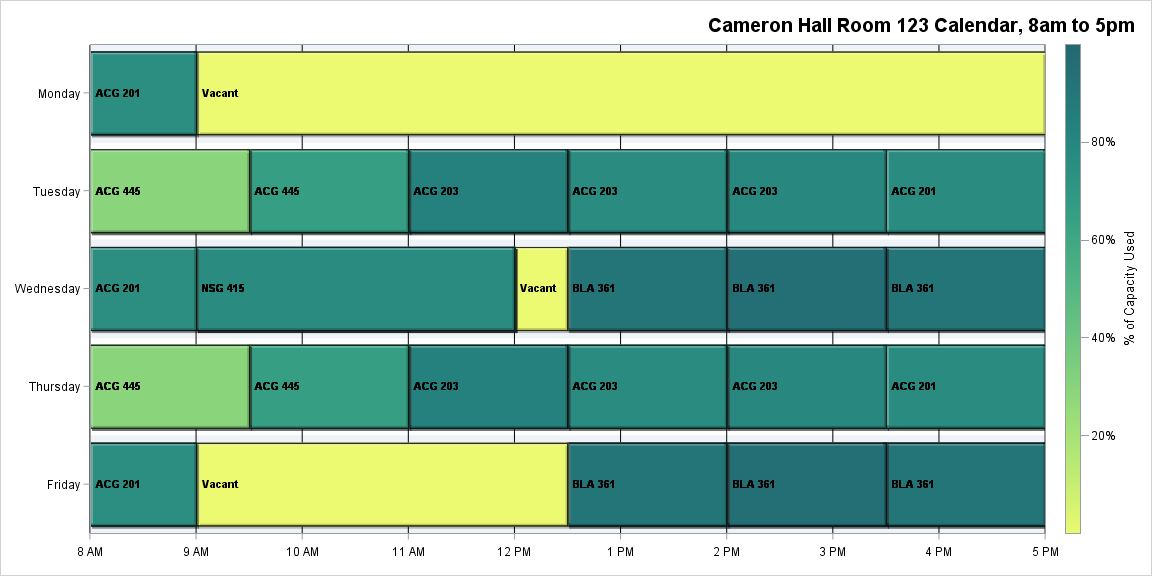 Cameron Hall Room 123 Calendar, 8am to 5pm
Monday
ACG 201
Vacant
Tuesday
ACG 445
ACG 445
ACG 203
ACG 203
ACG 203
ACG 201
Wednesday
ACG 201
NSG 415
Vacant
BLA 361
BLA 361
BLA 361
Thursday
ACG 445
ACG 445
ACG 203
ACG 203
ACG 203
ACG 201
Friday
ACG 201
Vacant
BLA 361
BLA 361
BLA 361
8 AM
9 AM
10 AM
11 AM
12 PM
1 PM
2 PM
3 PM
4 PM
5 PM
80%
60%
40%
20%
% of Capacity Used